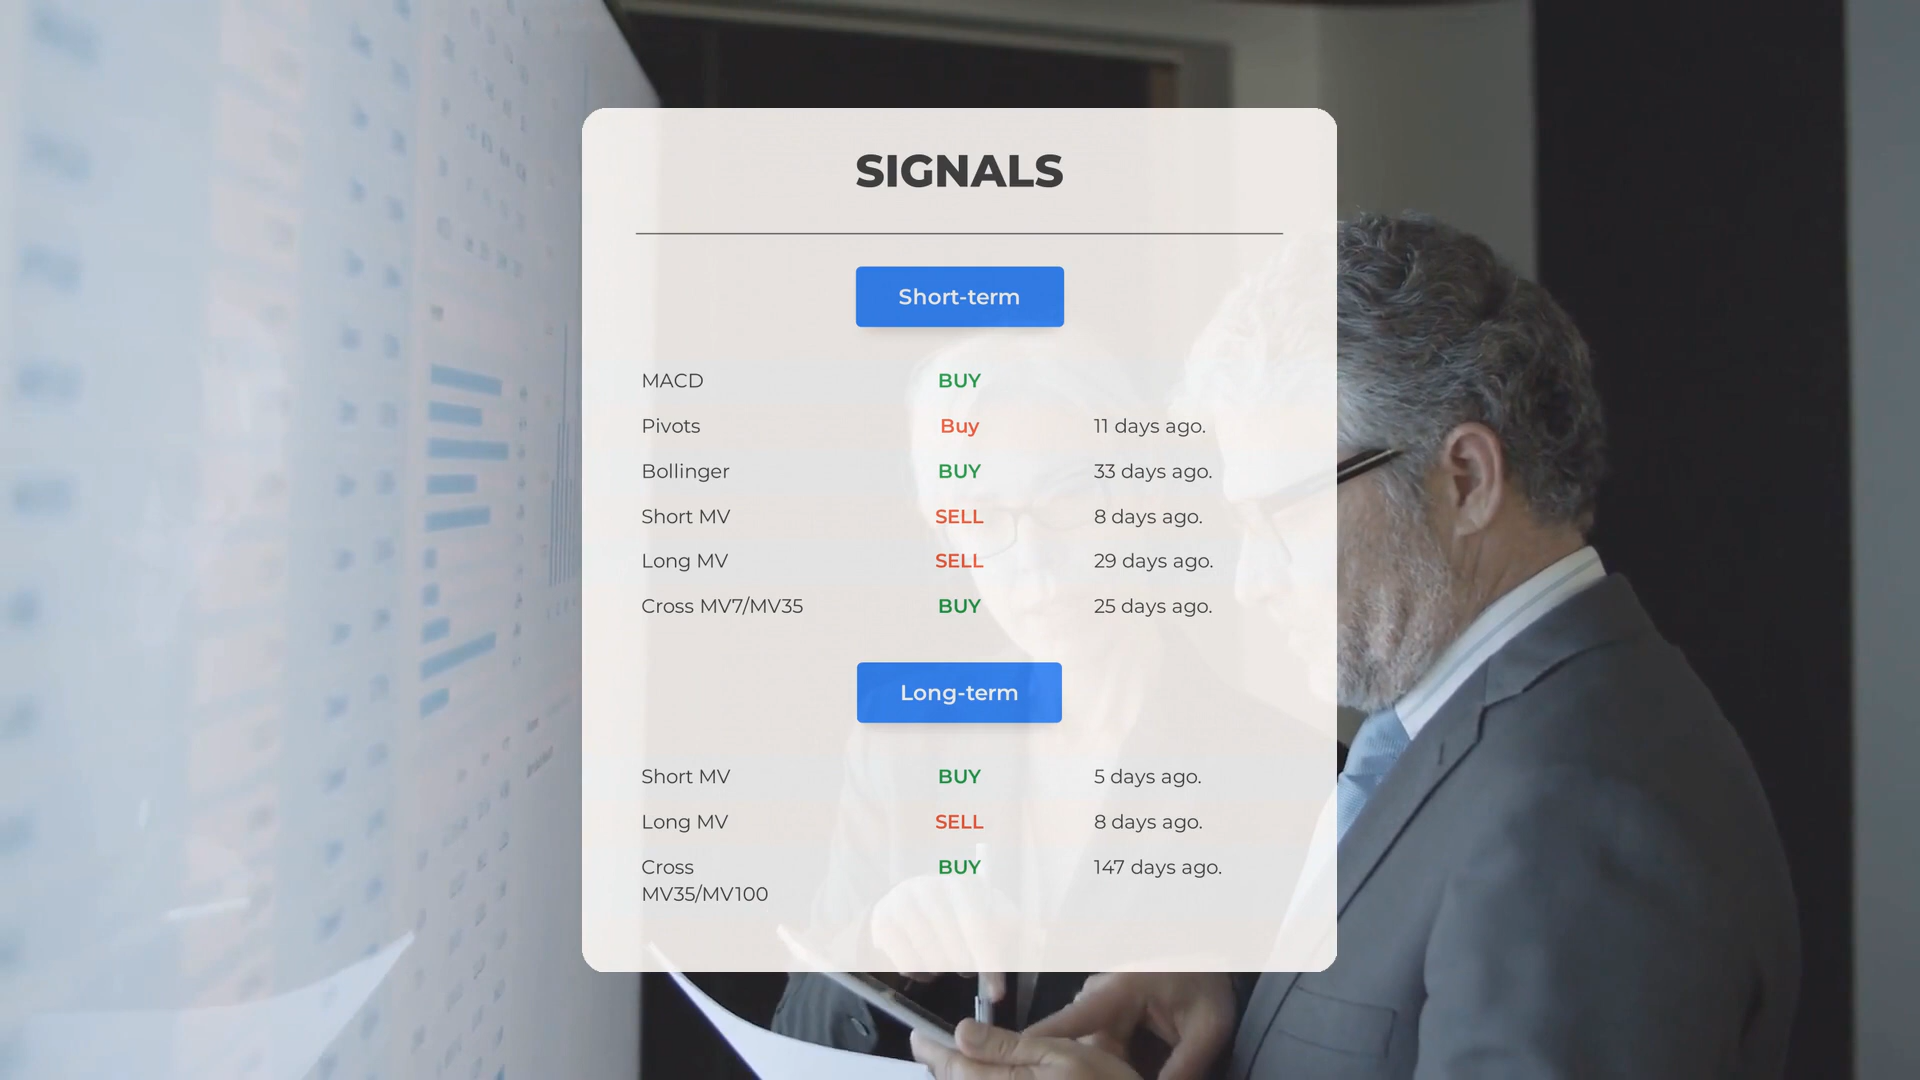 SIGNALS
Short-term
MACD BUY
Pivots Buy 11 days ago.
Bollinger BUY 33 days ago.
Short MV SELL 8 days ago.
Long MV SELL 29 days ago.
Cross MV7/MV35 BUY 25 days ago.
Long-term
Short MV BUY 5 days ago.
Long MV SELL 8 days ago.
Cross BUY 147 days ago.
MV35/MV100